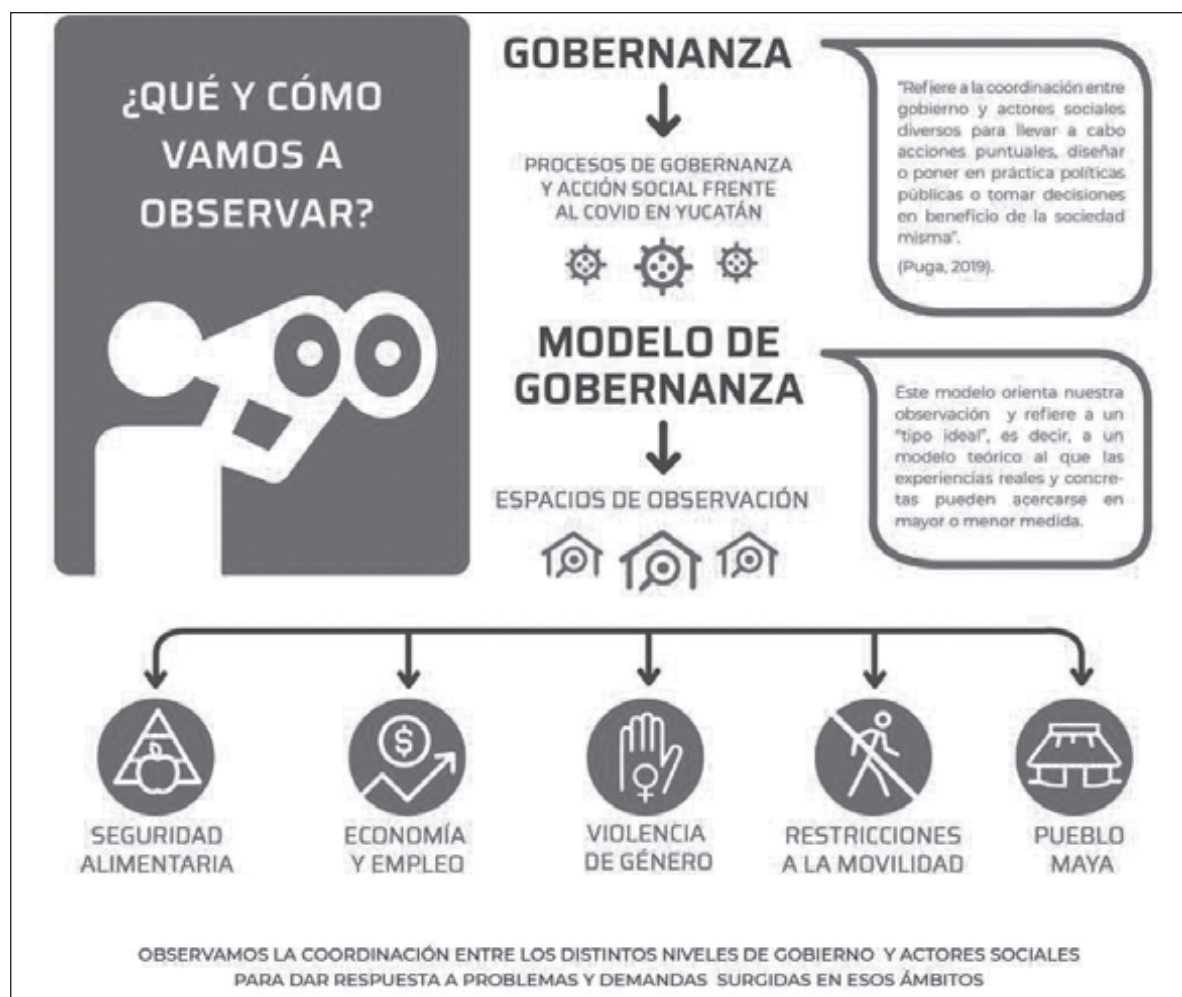 ¿QUÉ Y CÓMO
VAMOS A
OBSERVAR?
GOBERNANZA
PROCESOS DE GOBERNANZA
Y ACCIÓN SOCIAL FRENTE
AL COVID EN YUCATÁN
"Refiere a la coordinación entre
gobierno y actores sociales
diversos para llevar a cabo
acciones puntuales, diseñar
o poner en práctica políticas
públicas o tomar decisiones
en beneficio de la sociedad
misma".
(Puga, 2019).
MODELO DE
GOBERNANZA
ESPACIOS DE OBSERVACIÓN
Este modelo orienta nuestra
observación y refiere a un
"tipo ideal", es decir, a un
modelo teórico al que las
experiencias reales y concre-
tas pueden acercarse en
mayor o menor medida.
$
SEGURIDAD
ALIMENTARIA
ECONOMÍA
Y EMPLEO
VIOLENCIA
DE GÉNERO
RESTRICCIONES
A LA MOVILIDAD
PUEBLO
MAYA
OBSERVAMOS LA COORDINACIÓN ENTRE LOS DISTINTOS NIVELES DE GOBIERNO Y ACTORES SOCIALES
PARA DAR RESPUESTA A PROBLEMAS Y DEMANDAS SURGIDAS EN ESOS ÁMBITOS